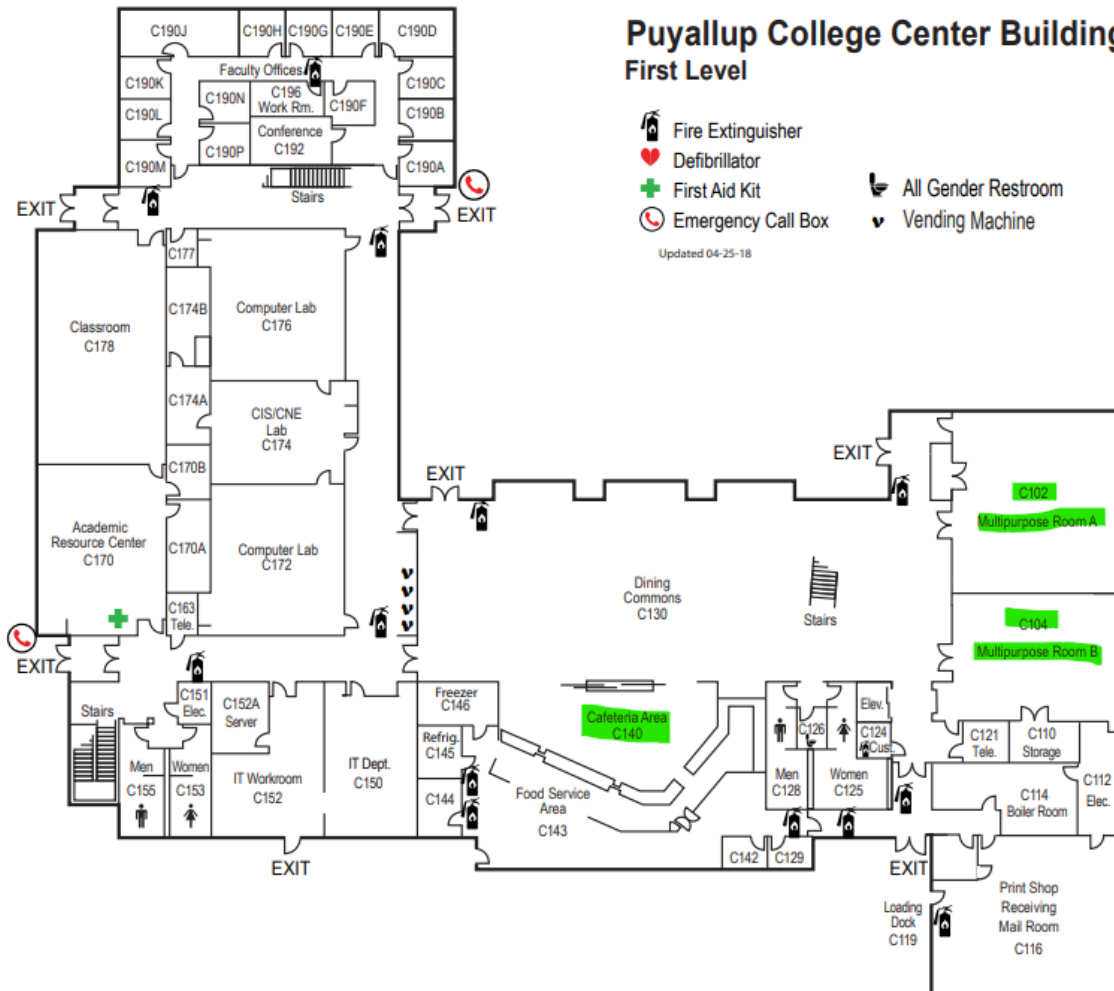 Puyallup College Center Building
First Level
Fire Extinguisher
Defibrillator
First Aid Kit
Emergency Call Box
All Gender Restroom
Vending Machine
Updated 04-25-18
C190J
C190H
C190G
C190E
C190D
Faculty Offices
C190K
C190N
C196
Work Rm.
C190F
C190C
C190L
C190B
Conference
C192
C190P
C190M
C190A
Stairs
EXIT
EXIT
C177
Classroom
C178
C174B
Computer Lab
C176
C174A
CIS/CNE
Lab
C174
C170B
Academic
Resource Center
C170
C170A
Computer Lab
C172
C163
Tele.
EXIT
EXIT
EXIT
C102
Multipurpose Room A
Dining
Commons
C130
Stairs
C104
Multipurpose Room B
Stairs
C151
Elec.
C152A
Server
Freezer
C146
Cafeteria Area
C140
C126
Elev.
C124
Cust.
C121
Tele.
C110
Storage
Refrig.
C145
Men
C155
Women
C153
IT Workroom
C152
IT Dept.
C150
C144
Food Service
Area
C143
Men
C128
Women
C125
C114
Boiler Room
C112
Elec.
EXIT
C142
C129
EXIT
Loading
Dock
C119
Print Shop
Receiving
Mail Room
C116